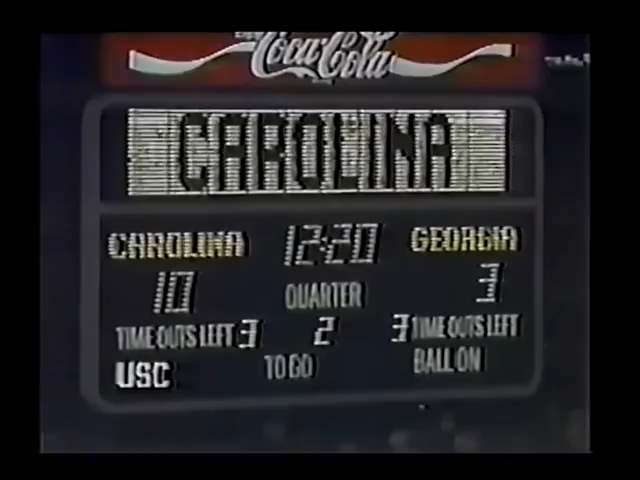 Coca-Cola
CAROLINA
CAROLINA 12:20 GEORGIA
10 QUARTER 3
TIME OUTS LEFT 3 2 3 TIME OUTS LEFT
USC TO GO BALL ON